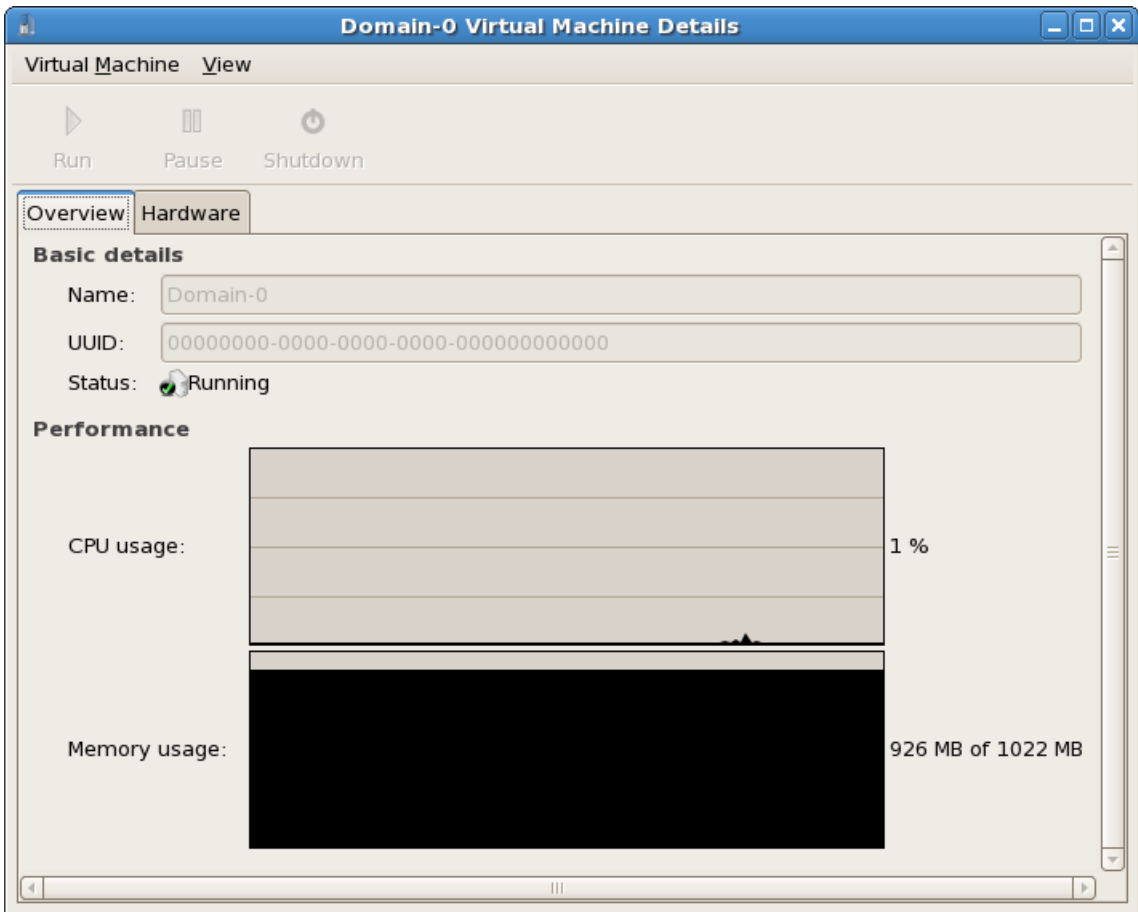 Domain-0 Virtual Machine Details
Virtual Machine View
Run Pause Shutdown
Overview Hardware
Basic details
Name: Domain-0
UUID: 00000000-0000-0000-0000-000000000000
Status: Running
Performance
CPU usage: 1 %
Memory usage: 926 MB of 1022 MB